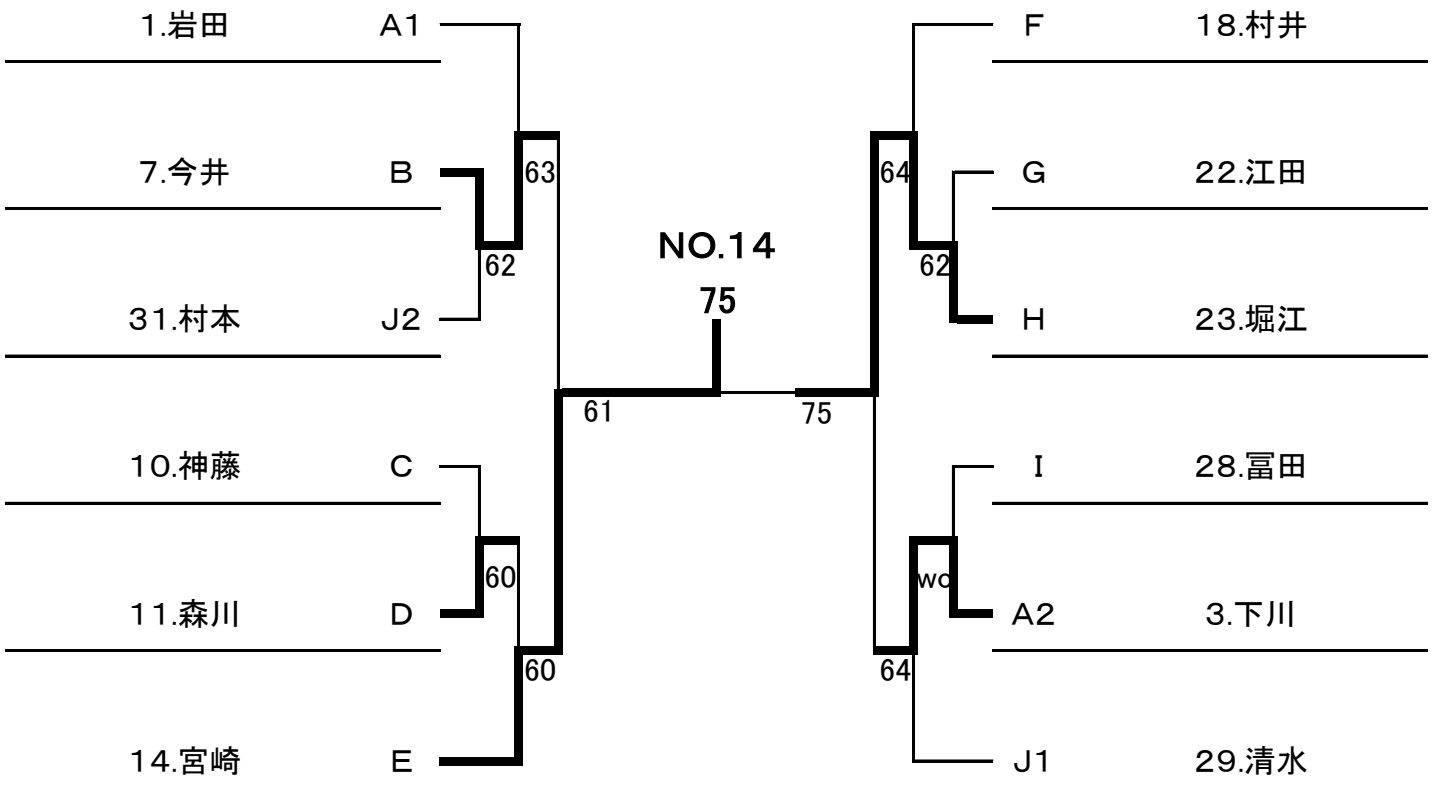 1.岩田 A1 F 18.村井
7.今井 B 63 64 G 22.江田
NO.14
62 62
75
31.村本 J2 H 23.堀江
61 75
10.神藤 C I 28.冨田
60 wo
11.森川 D A2 3.下川
60 64
14.宮崎 E J1 29.清水